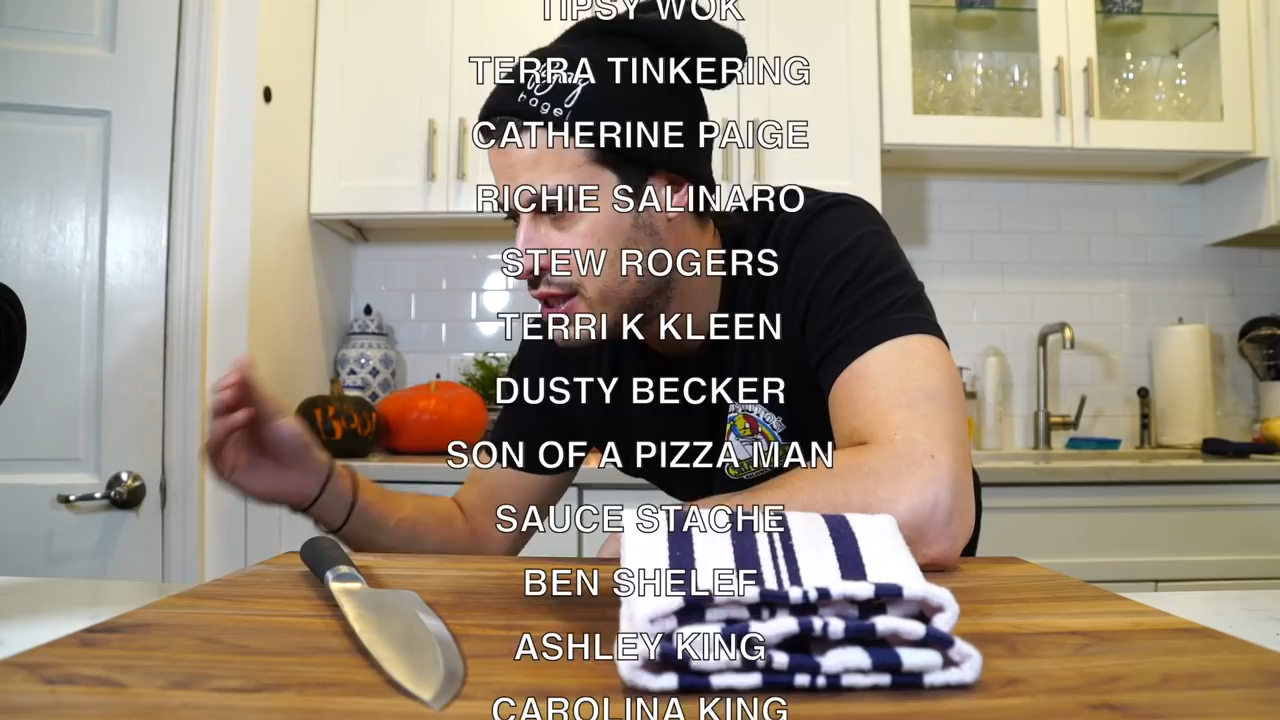 TIPSY WOK
TERRA TINKERING
CATHERINE PAIGE
RICHIE SALINARO
STEW ROGERS
TERRI K KLEEN
DUSTY BECKER
SON OF A PIZZA MAN
SAUCE STACHE
BEN SHELEF
ASHLEY KING
CAROLINA KING
Boo!